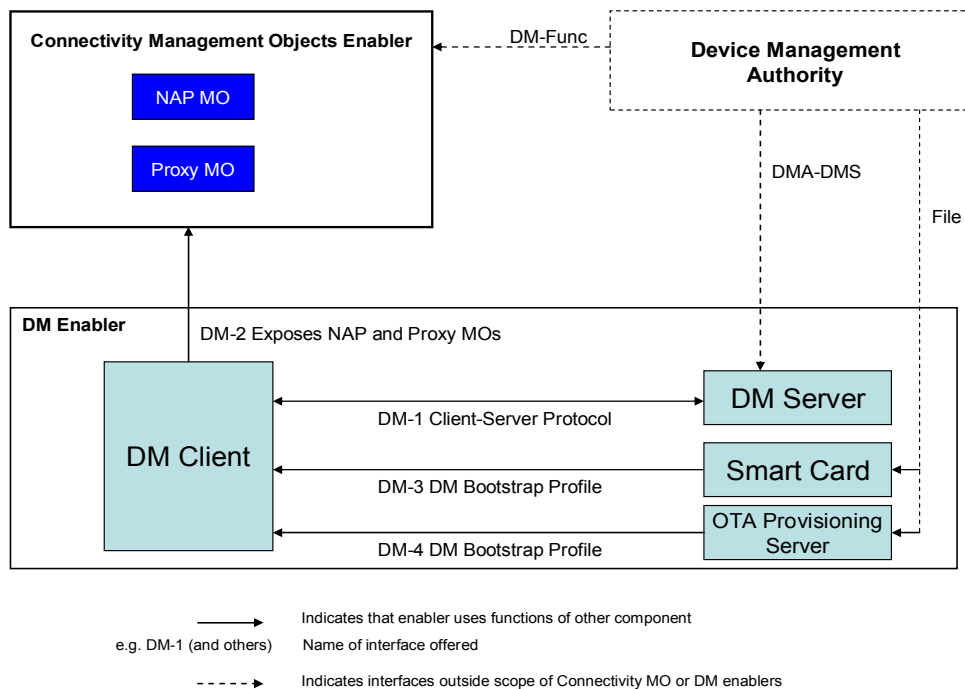 Connectivity Management Objects Enabler
NAP MO
Proxy MO
DM-Func
Device Management
Authority
DMA-DMS
File
DM Enabler
DM-2 Exposes NAP and Proxy MOs
DM Client
DM-1 Client-Server Protocol
DM Server
DM-3 DM Bootstrap Profile
Smart Card
DM-4 DM Bootstrap Profile
OTA Provisioning
Server
Indicates that enabler uses functions of other component
e.g. DM-1 (and others) Name of interface offered
Indicates interfaces outside scope of Connectivity MO or DM enablers